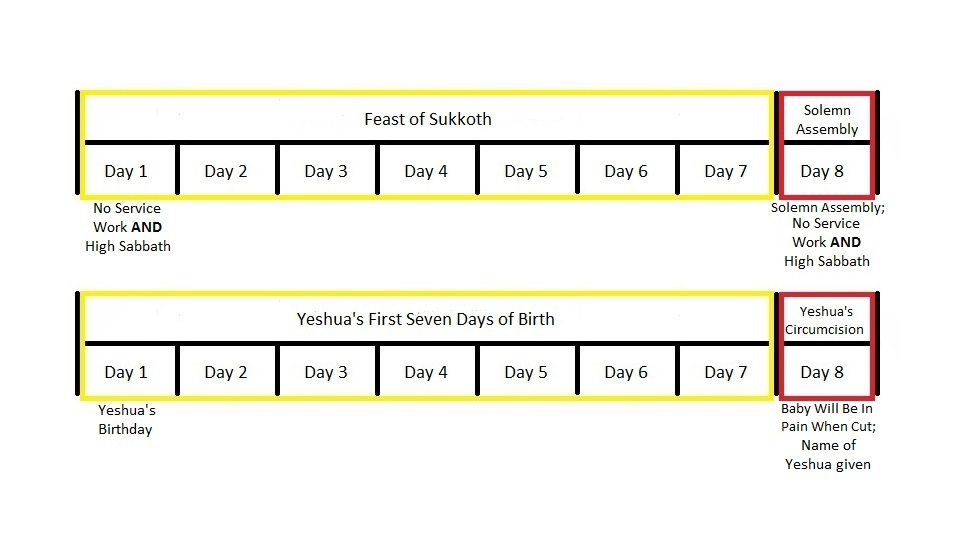 Feast of Sukkoth
Solemn
Assembly
Day 1
Day 2
Day 3
Day 4
Day 5
Day 6
Day 7
Day 8
No Service
Work AND
High Sabbath
Solemn Assembly;
No Service
Work AND
High Sabbath
Yeshua's First Seven Days of Birth
Yeshua's
Circumcision
Day 1
Day 2
Day 3
Day 4
Day 5
Day 6
Day 7
Day 8
Yeshua's
Birthday
Baby Will Be In
Pain When Cut;
Name of
Yeshua given